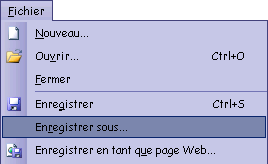 Fichier
Nouveau...
Ouvrir... Ctrl+O
Fermer
Enregistrer Ctrl+S
Enregistrer sous...
Enregistrer en tant que page Web...